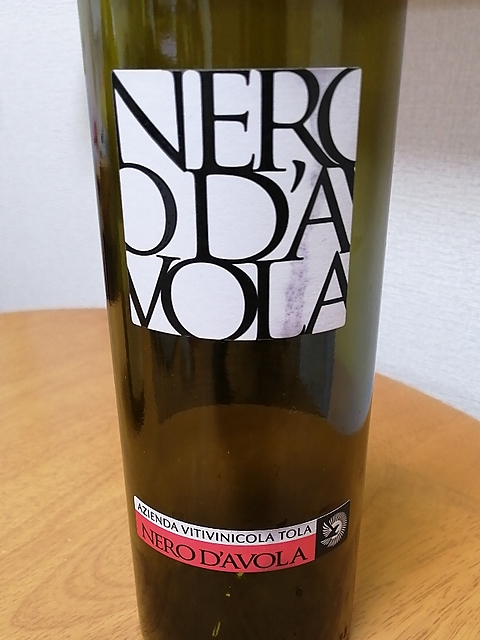 NERO
O D'A
VOLA
AZIENDA VITIVINICOLA TOLA
NERO D'AVOLA